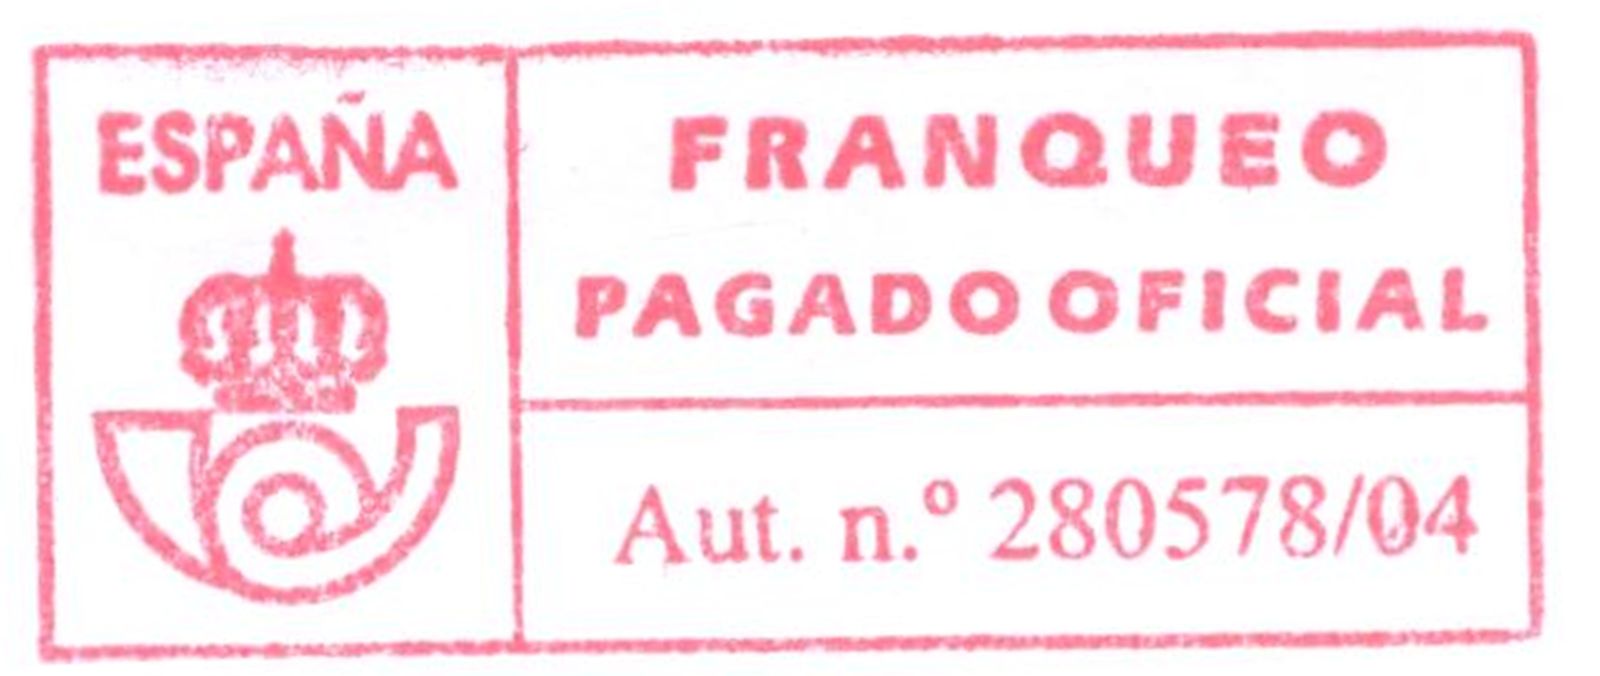 ESPAÑA
FRANQUEO
PAGADO OFICIAL
Aut. n.º 280578/04